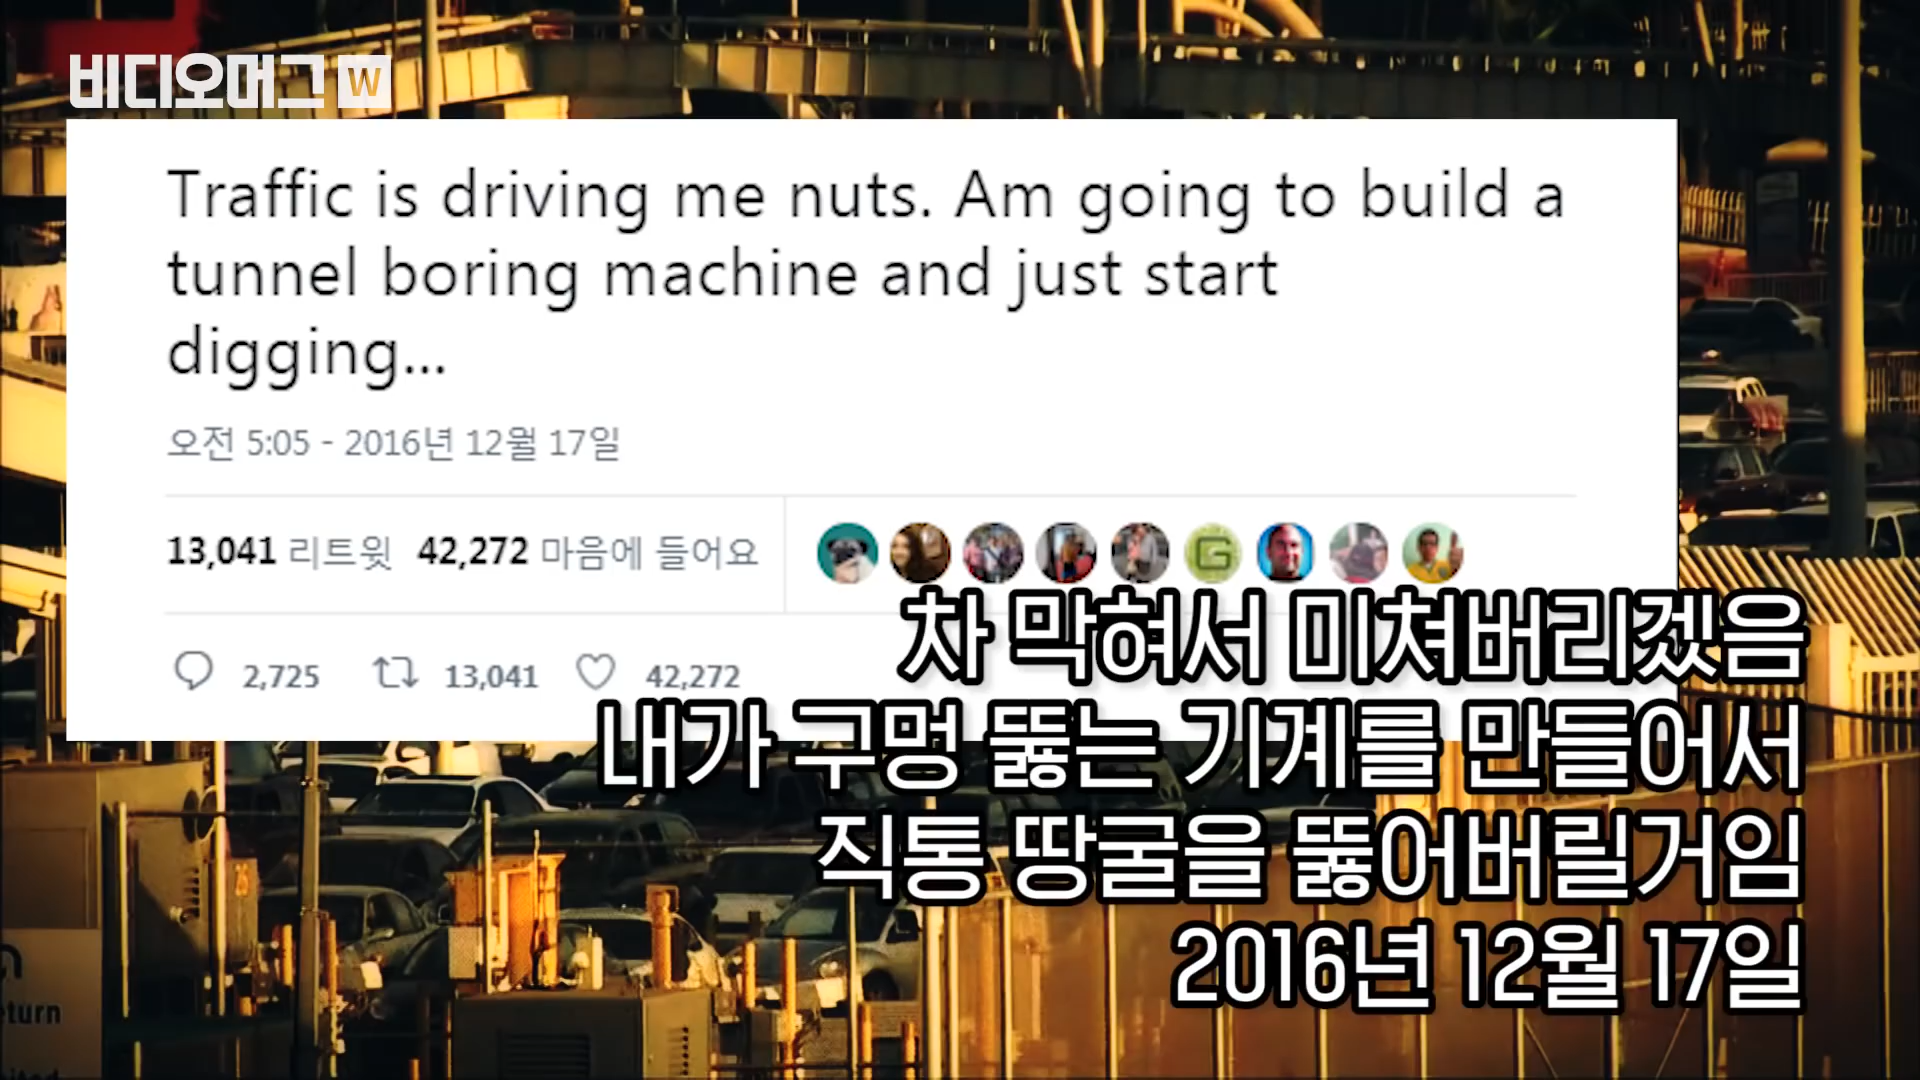 비디오머그 W
Traffic is driving me nuts. Am going to build a
tunnel boring machine and just start
digging...
오전 5:05 - 2016년 12월 17일
13,041 리트윗 42,272 마음에 들어요
G
2,725 13,041 42,272
차 막혀서 미쳐버리겠음
내가 구멍 뚫는 기계를 만들어서
직통 땅굴을 뚫어버릴거임
2016년 12월 17일
26
eturn